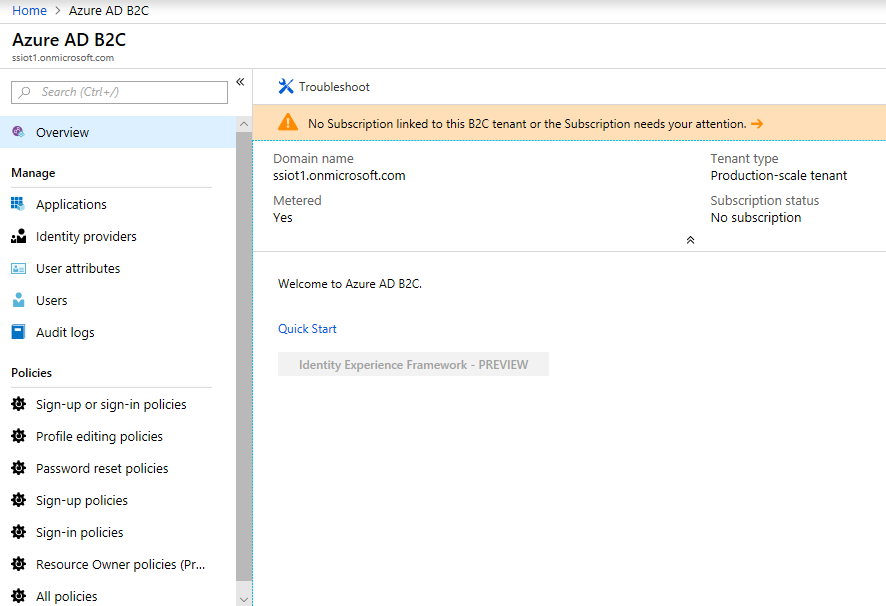 Home > Azure AD B2C
Azure AD B2C
ssiot1.onmicrosoft.com
Search (Ctrl+/)
Overview
Manage
Applications
Identity providers
User attributes
Users
Audit logs
Policies
Sign-up or sign-in policies
Profile editing policies
Password reset policies
Sign-up policies
Sign-in policies
Resource Owner policies (Pr...
All policies
Troubleshoot
No Subscription linked to this B2C tenant or the Subscription needs your attention. →
Domain name
ssiot1.onmicrosoft.com
Metered
Yes
Tenant type
Production-scale tenant
Subscription status
No subscription
Welcome to Azure AD B2C.
Quick Start
Identity Experience Framework - PREVIEW